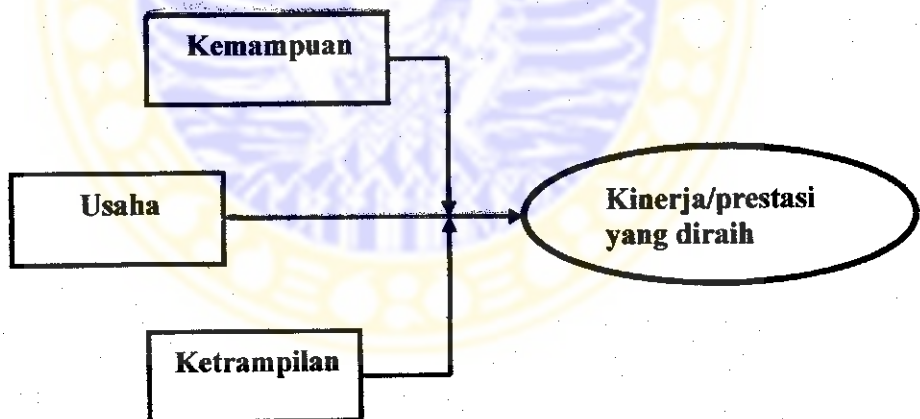 Kemampuan
Usaha
Kinerja/prestasi
yang diraih
Ketrampilan